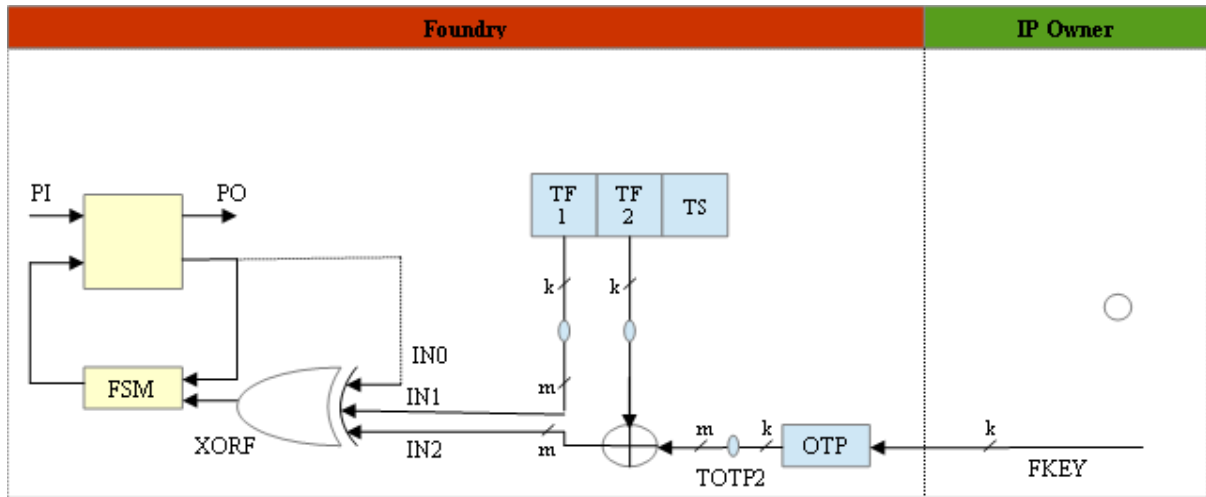 Foundry
IP Owner
PI
PO
TF
1
TF
2
TS
k
k
FSM
IN0
IN1
m
IN2
m
XORF
m
k
OTP
k
TOTP2
FKEY